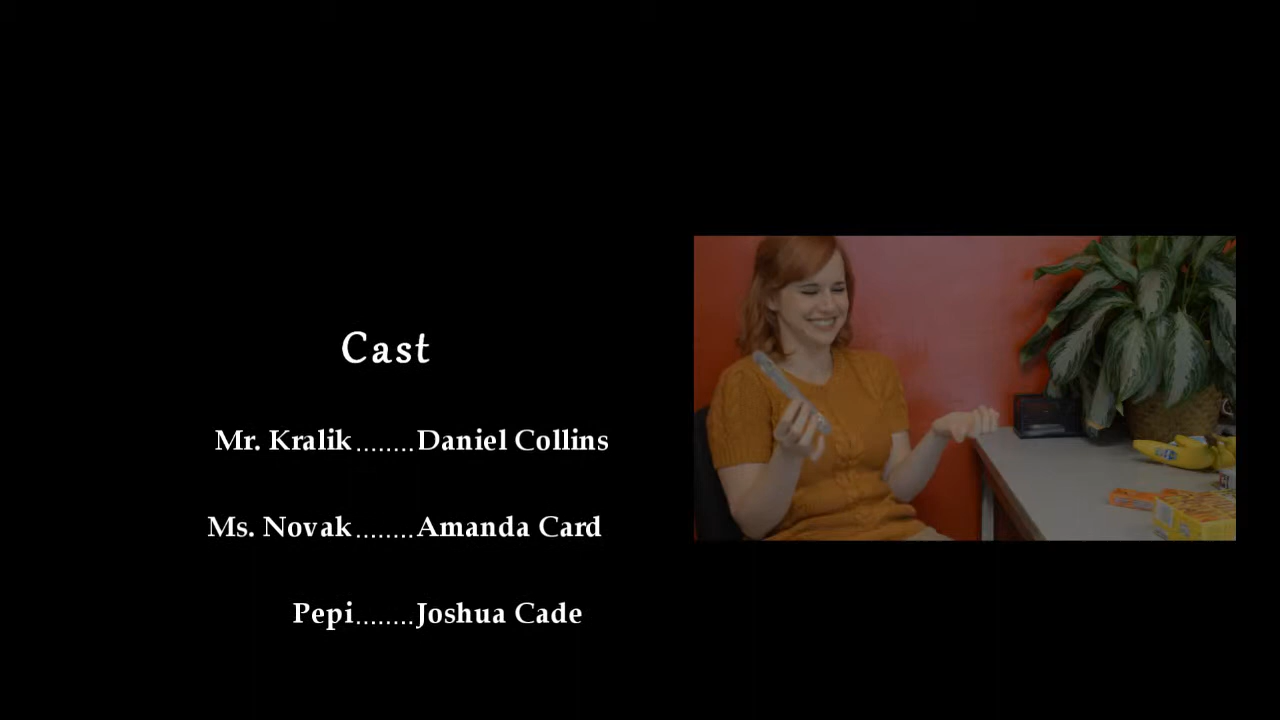 Cast
Mr. Kralik........Daniel Collins
Ms. Novak........Amanda Card
Pepi........Joshua Cade